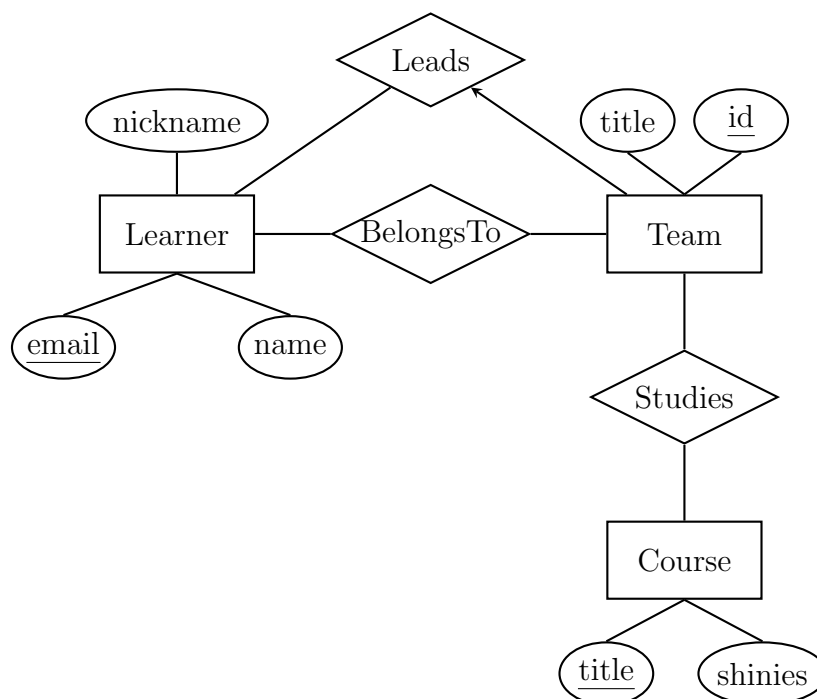 Leads
nickname
title
id
Learner
BelongsTo
Team
email
name
Studies
Course
title
shinies